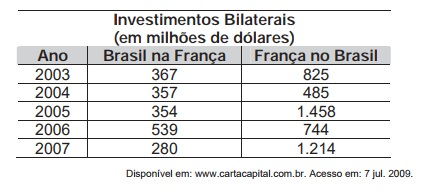 Investimentos Bilaterais
(em milhões de dólares)
Ano Brasil na França França no Brasil
2003 367 825
2004 357 485
2005 354 1.458
2006 539 744
2007 280 1.214
Disponível em: www.cartacapital.com.br. Acesso em: 7 jul. 2009.